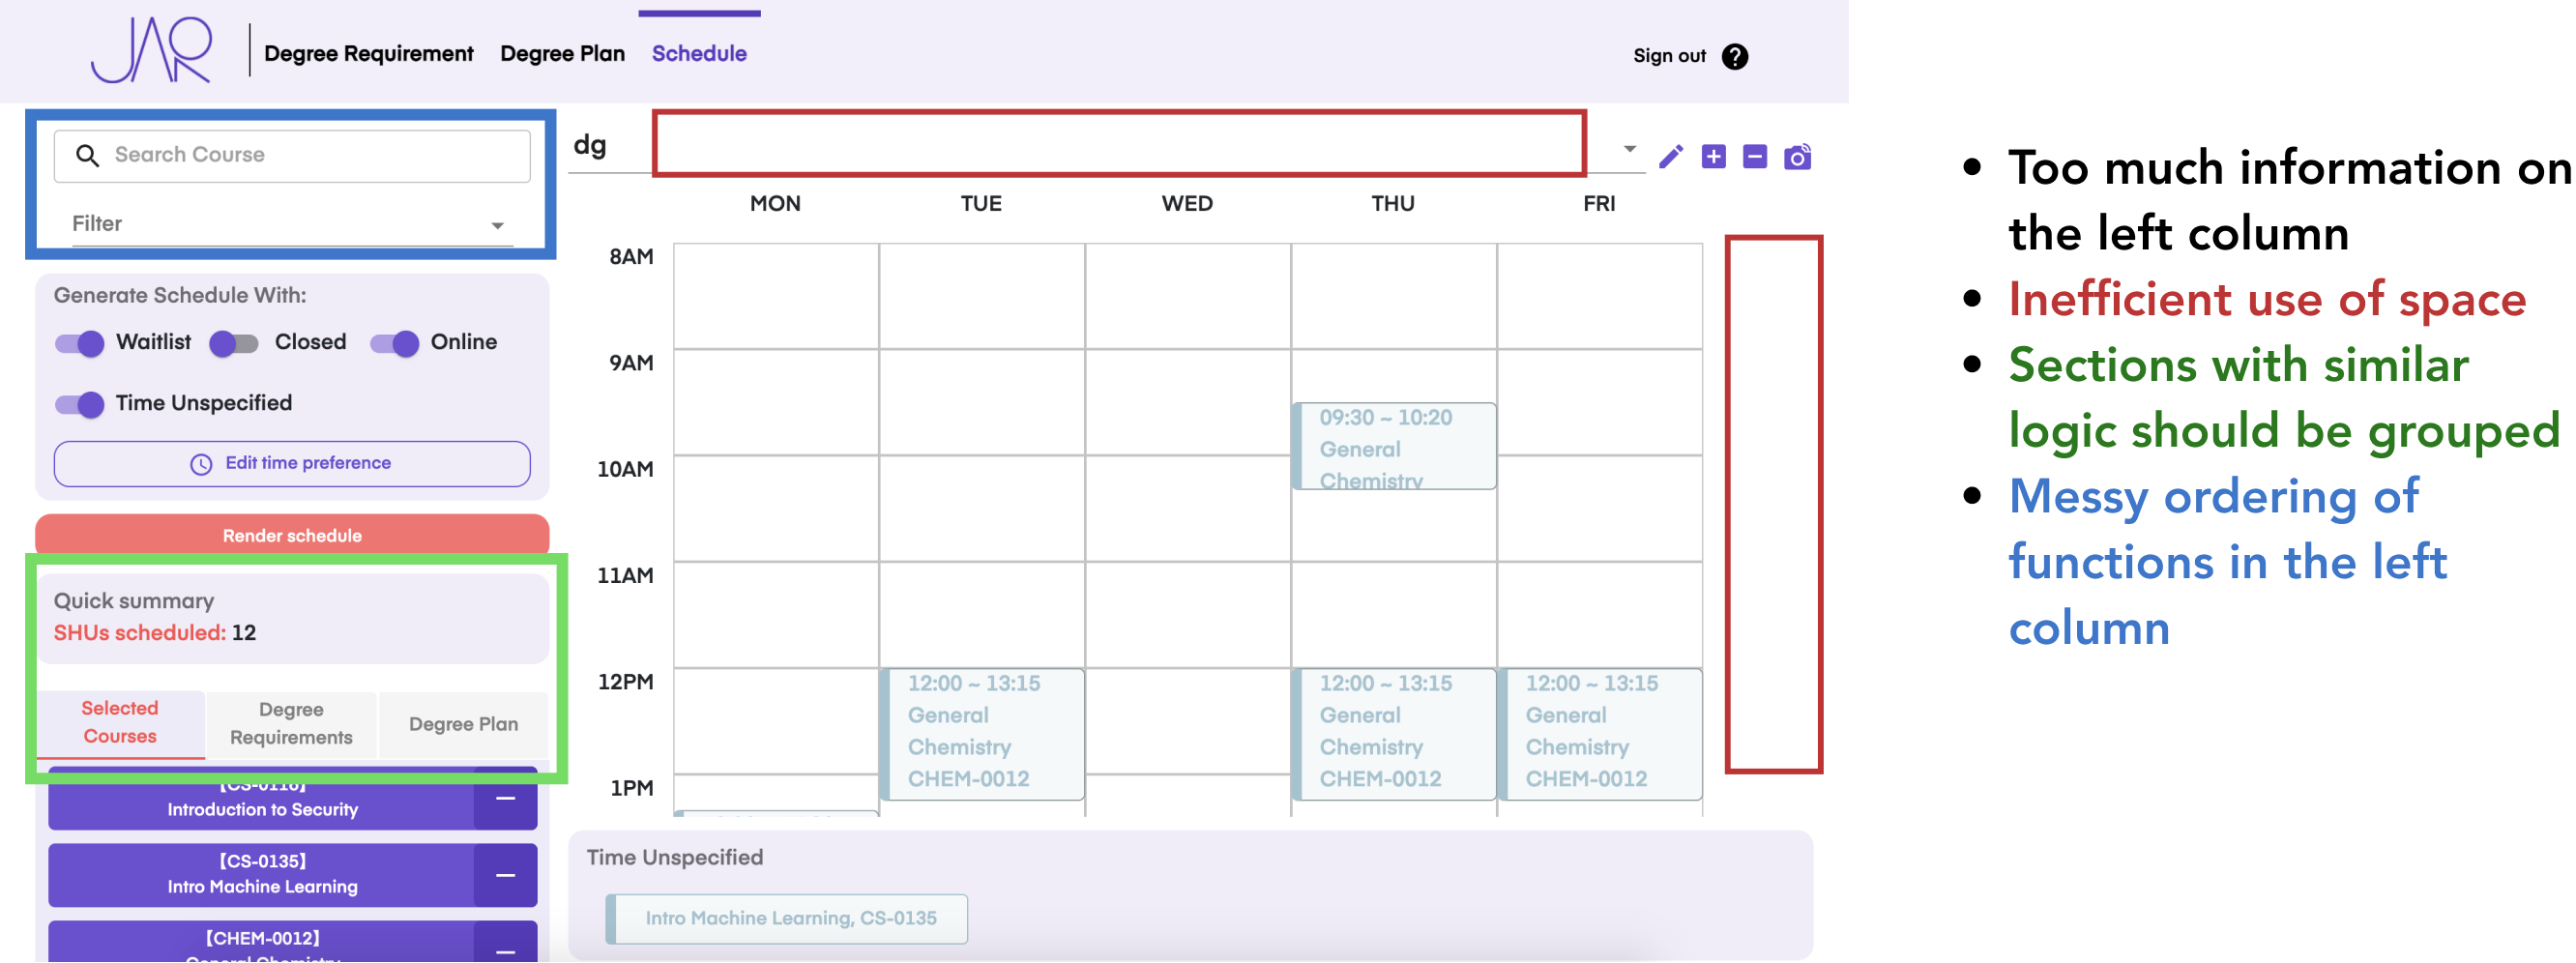 JAR
Degree Requirement
Degree Plan
Schedule
Sign out
?
Search Course
Filter
Generate Schedule With:
Waitlist
Closed
Online
Time Unspecified
Edit time preference
Render schedule
Quick summary
SHUs scheduled: 12
Selected
Courses
Degree
Requirements
Degree Plan
[CS-0116]
Introduction to Security
[CS-0135]
Intro Machine Learning
[CHEM-0012]
General Chemistry
dg
MON TUE WED THU FRI
8AM
9AM
10AM
11AM
12PM
1PM
09:30 ~ 10:20
General
Chemistry
12:00 ~ 13:15
General
Chemistry
CHEM-0012
12:00 ~ 13:15
General
Chemistry
CHEM-0012
12:00 ~ 13:15
General
Chemistry
CHEM-0012
Time Unspecified
Intro Machine Learning, CS-0135
• Too much information on
the left column
• Inefficient use of space
• Sections with similar
logic should be grouped
• Messy ordering of
functions in the left
column